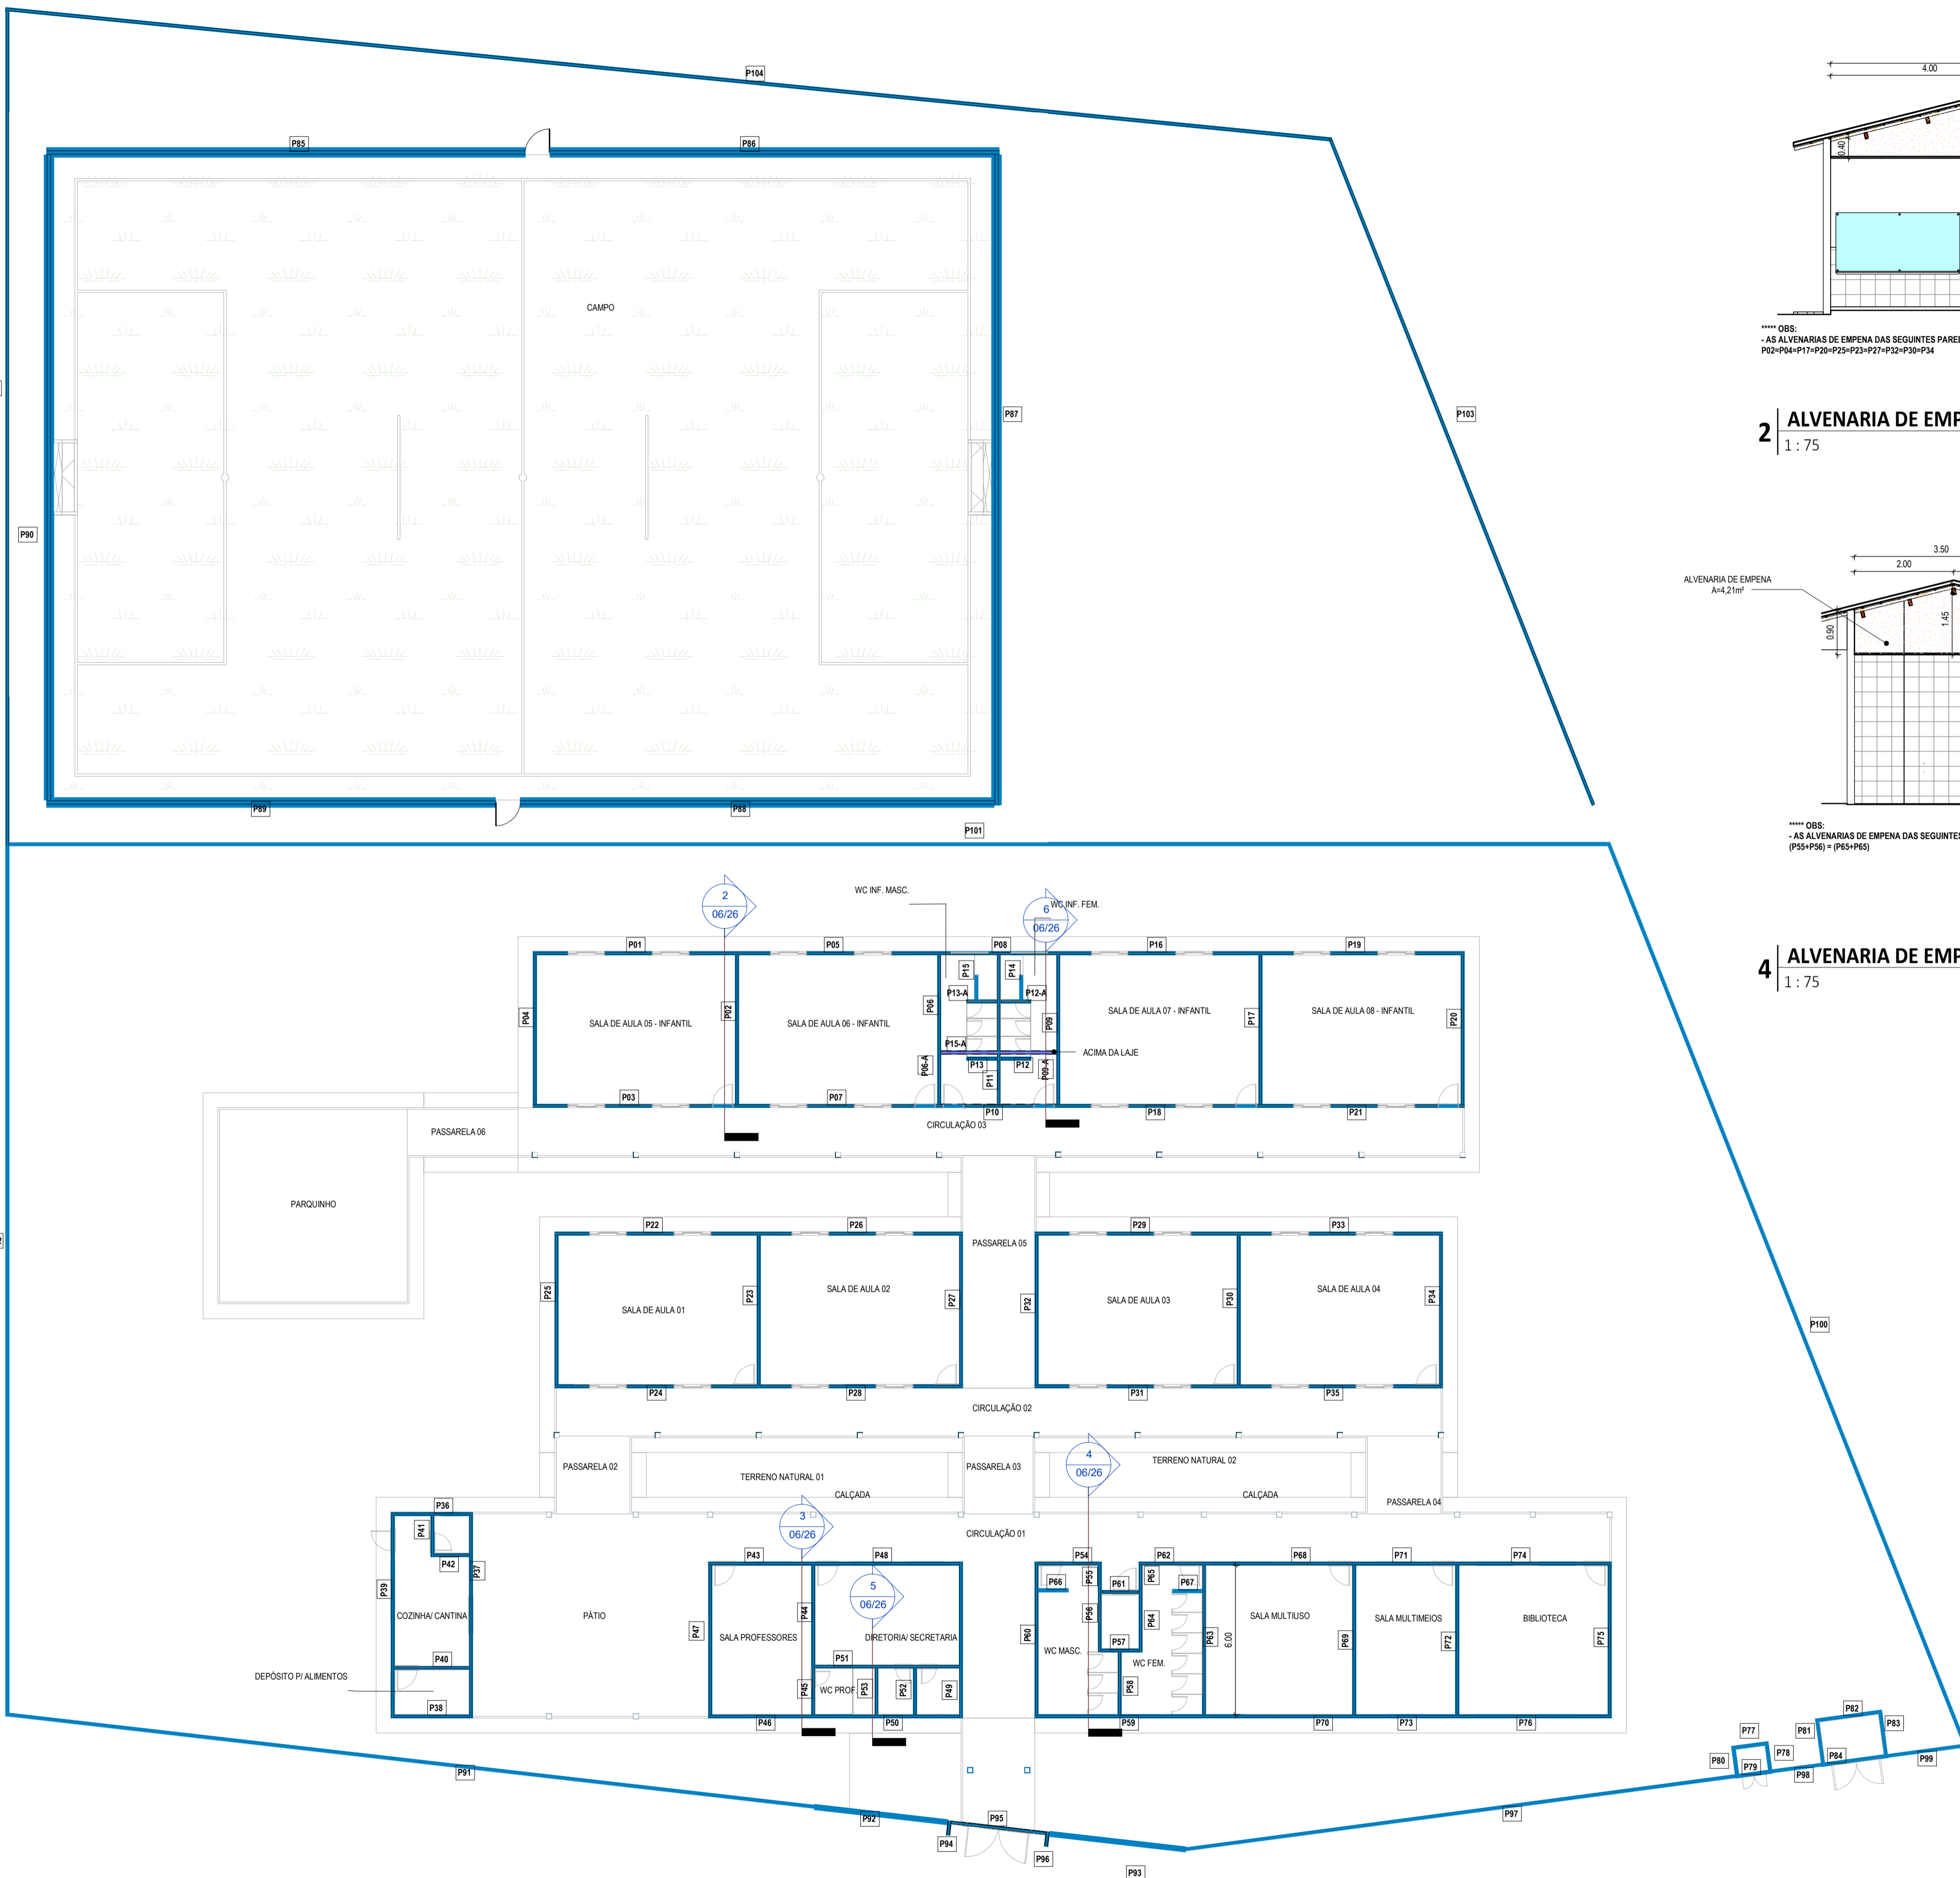 P104
P85
P86
CAMPO
P87
P103
P90
P89
P88
P101
2
06/26
WC INF. MASC.
6
06/26
WC INF. FEM.
P01
P05
P08
P16
P19
P15
P14
P13-A
P12-A
P04
P02
P06
P09
P17
P20
SALA DE AULA 05 - INFANTIL
SALA DE AULA 06 - INFANTIL
SALA DE AULA 07 - INFANTIL
SALA DE AULA 08 - INFANTIL
P15-A
ACIMA DA LAJE
P06-A
P13
P12
P09-A
P11
P03
P07
P10
P18
P21
PASSARELA 06
CIRCULAÇÃO 03
PARQUINHO
P22
P26
P29
P33
PASSARELA 05
P25
P23
P27
P32
P30
P34
SALA DE AULA 01
SALA DE AULA 02
SALA DE AULA 03
SALA DE AULA 04
P100
P24
P28
P31
P35
CIRCULAÇÃO 02
PASSARELA 02
TERRENO NATURAL 01
PASSARELA 03
4
06/26
TERRENO NATURAL 02
CALÇADA
CALÇADA
PASSARELA 04
P36
3
06/26
CIRCULAÇÃO 01
P41
P42
P37
P39
P43
P48
P54
P62
P68
P71
P74
P55
P65
P66
P61
P67
5
06/26
COZINHA/ CANTINA
PÁTIO
P47
P44
P60
P56
P64
P63
6.00
P69
P72
P75
SALA PROFESSORES
DIRETORIA/ SECRETARIA
SALA MULTIUSO
SALA MULTIMEIOS
BIBLIOTECA
WC MASC.
P57
WC FEM.
P40
P51
DEPÓSITO P/ ALIMENTOS
P45
WC PROF.
P53
P52
P49
P58
P38
P46
P50
P59
P70
P73
P76
P82
P77
P81
P83
P80
P78
P79
P84
P98
P99
P91
P92
P95
P97
P94
P96
P93
4.00
0.40
***** OBS:
- AS ALVENARIAS DE EMPENA DAS SEGUINTES
P02=P04=P17=P20=P25=P23=P27=P32=P30=P34
2
ALVENARIA DE
1 : 75
3.50
2.00
ALVENARIA DE EMPENA
A=4,21m²
0.90
1.45
***** OBS:
- AS ALVENARIAS DE EMPENA DAS SEGUINTES
(P55+P56) = (P65+P65)
4
ALVENARIA DE
1 : 75